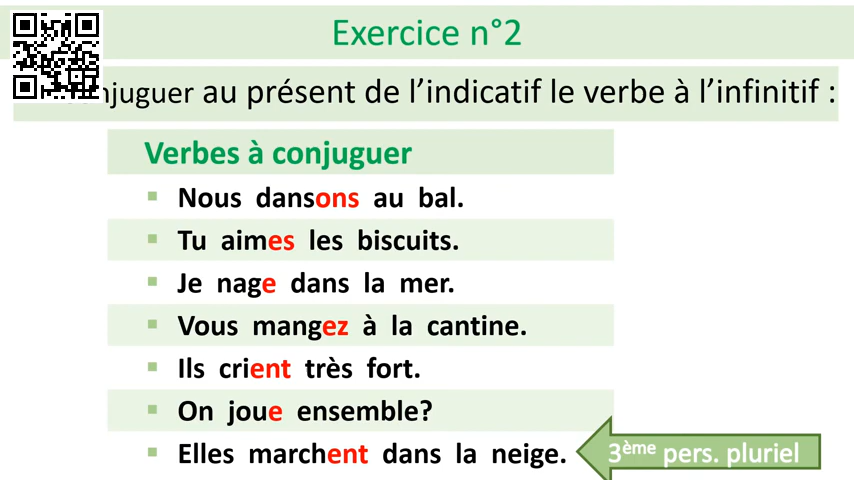 Exercice n°2
njuguer au présent de l’indicatif le verbe à l’infinitif :
Verbes à conjuguer
▪ Nous dansons au bal.
▪ Tu aimes les biscuits.
▪ Je nage dans la mer.
▪ Vous mangez à la cantine.
▪ Ils crient très fort.
▪ On joue ensemble?
▪ Elles marchent dans la neige.
3ème pers. pluriel